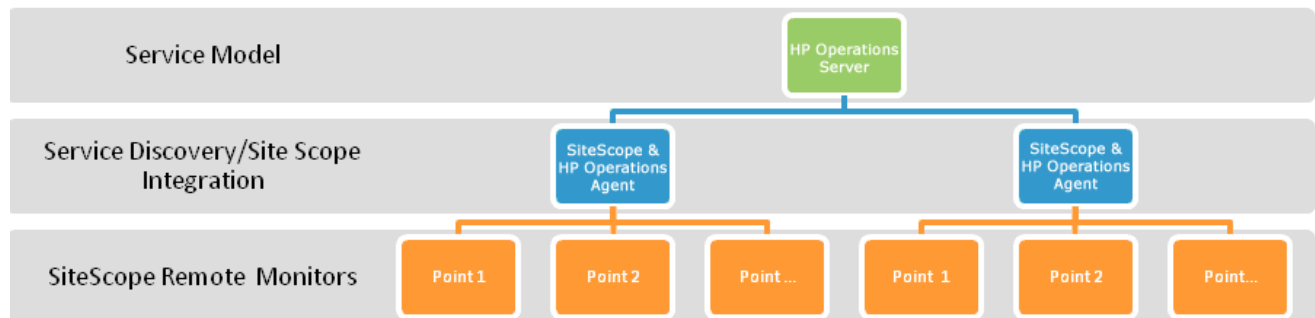 Service Model
HP Operations
Server
Service Discovery/Site Scope
Integration
SiteScope &
HP Operations
Agent
SiteScope &
HP Operations
Agent
SiteScope Remote Monitors
Point 1
Point 2
Point ...
Point 1
Point 2
Point...